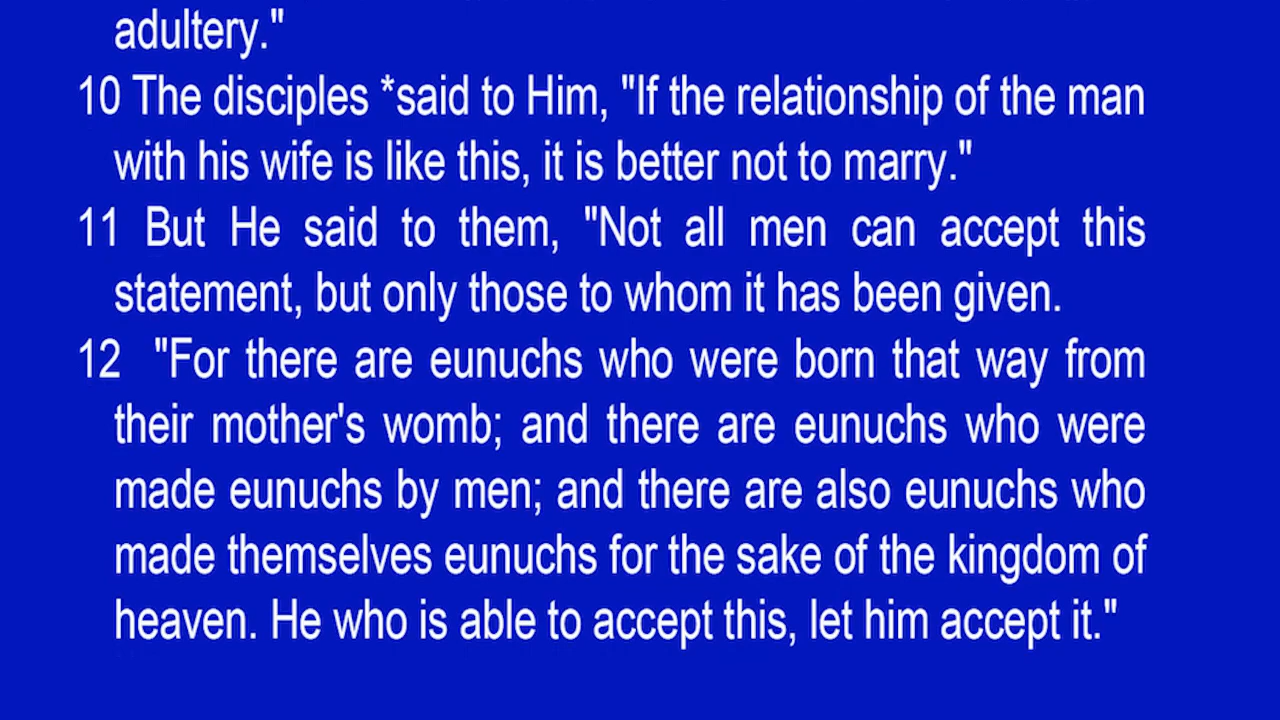 adultery."
10 The disciples *said to Him, "If the relationship of the man
with his wife is like this, it is better not to marry."
11 But He said to them, "Not all men can accept this
statement, but only those to whom it has been given.
12 "For there are eunuchs who were born that way from
their mother's womb; and there are eunuchs who were
made eunuchs by men; and there are also eunuchs who
made themselves eunuchs for the sake of the kingdom of
heaven. He who is able to accept this, let him accept it."